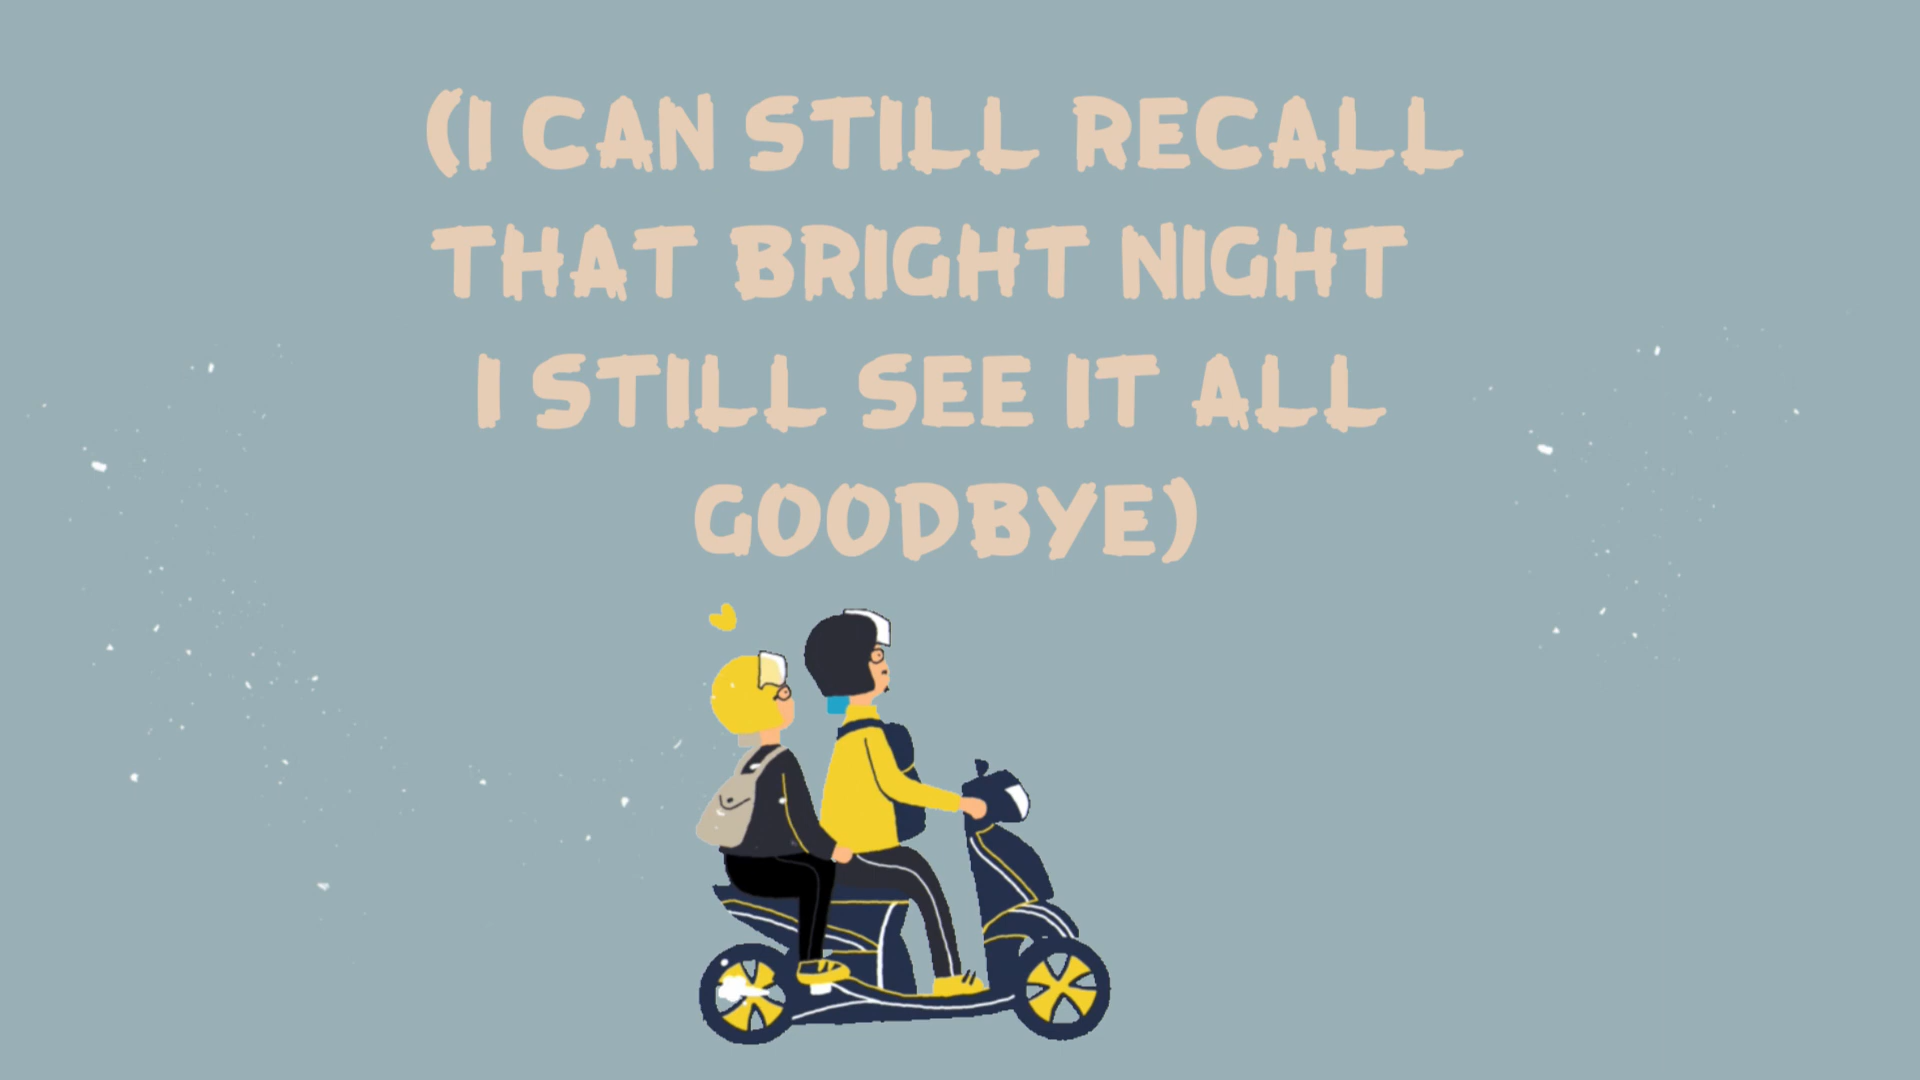 (I CAN STILL RECALL
THAT BRIGHT NIGHT
I STILL SEE IT ALL
GOODBYE)